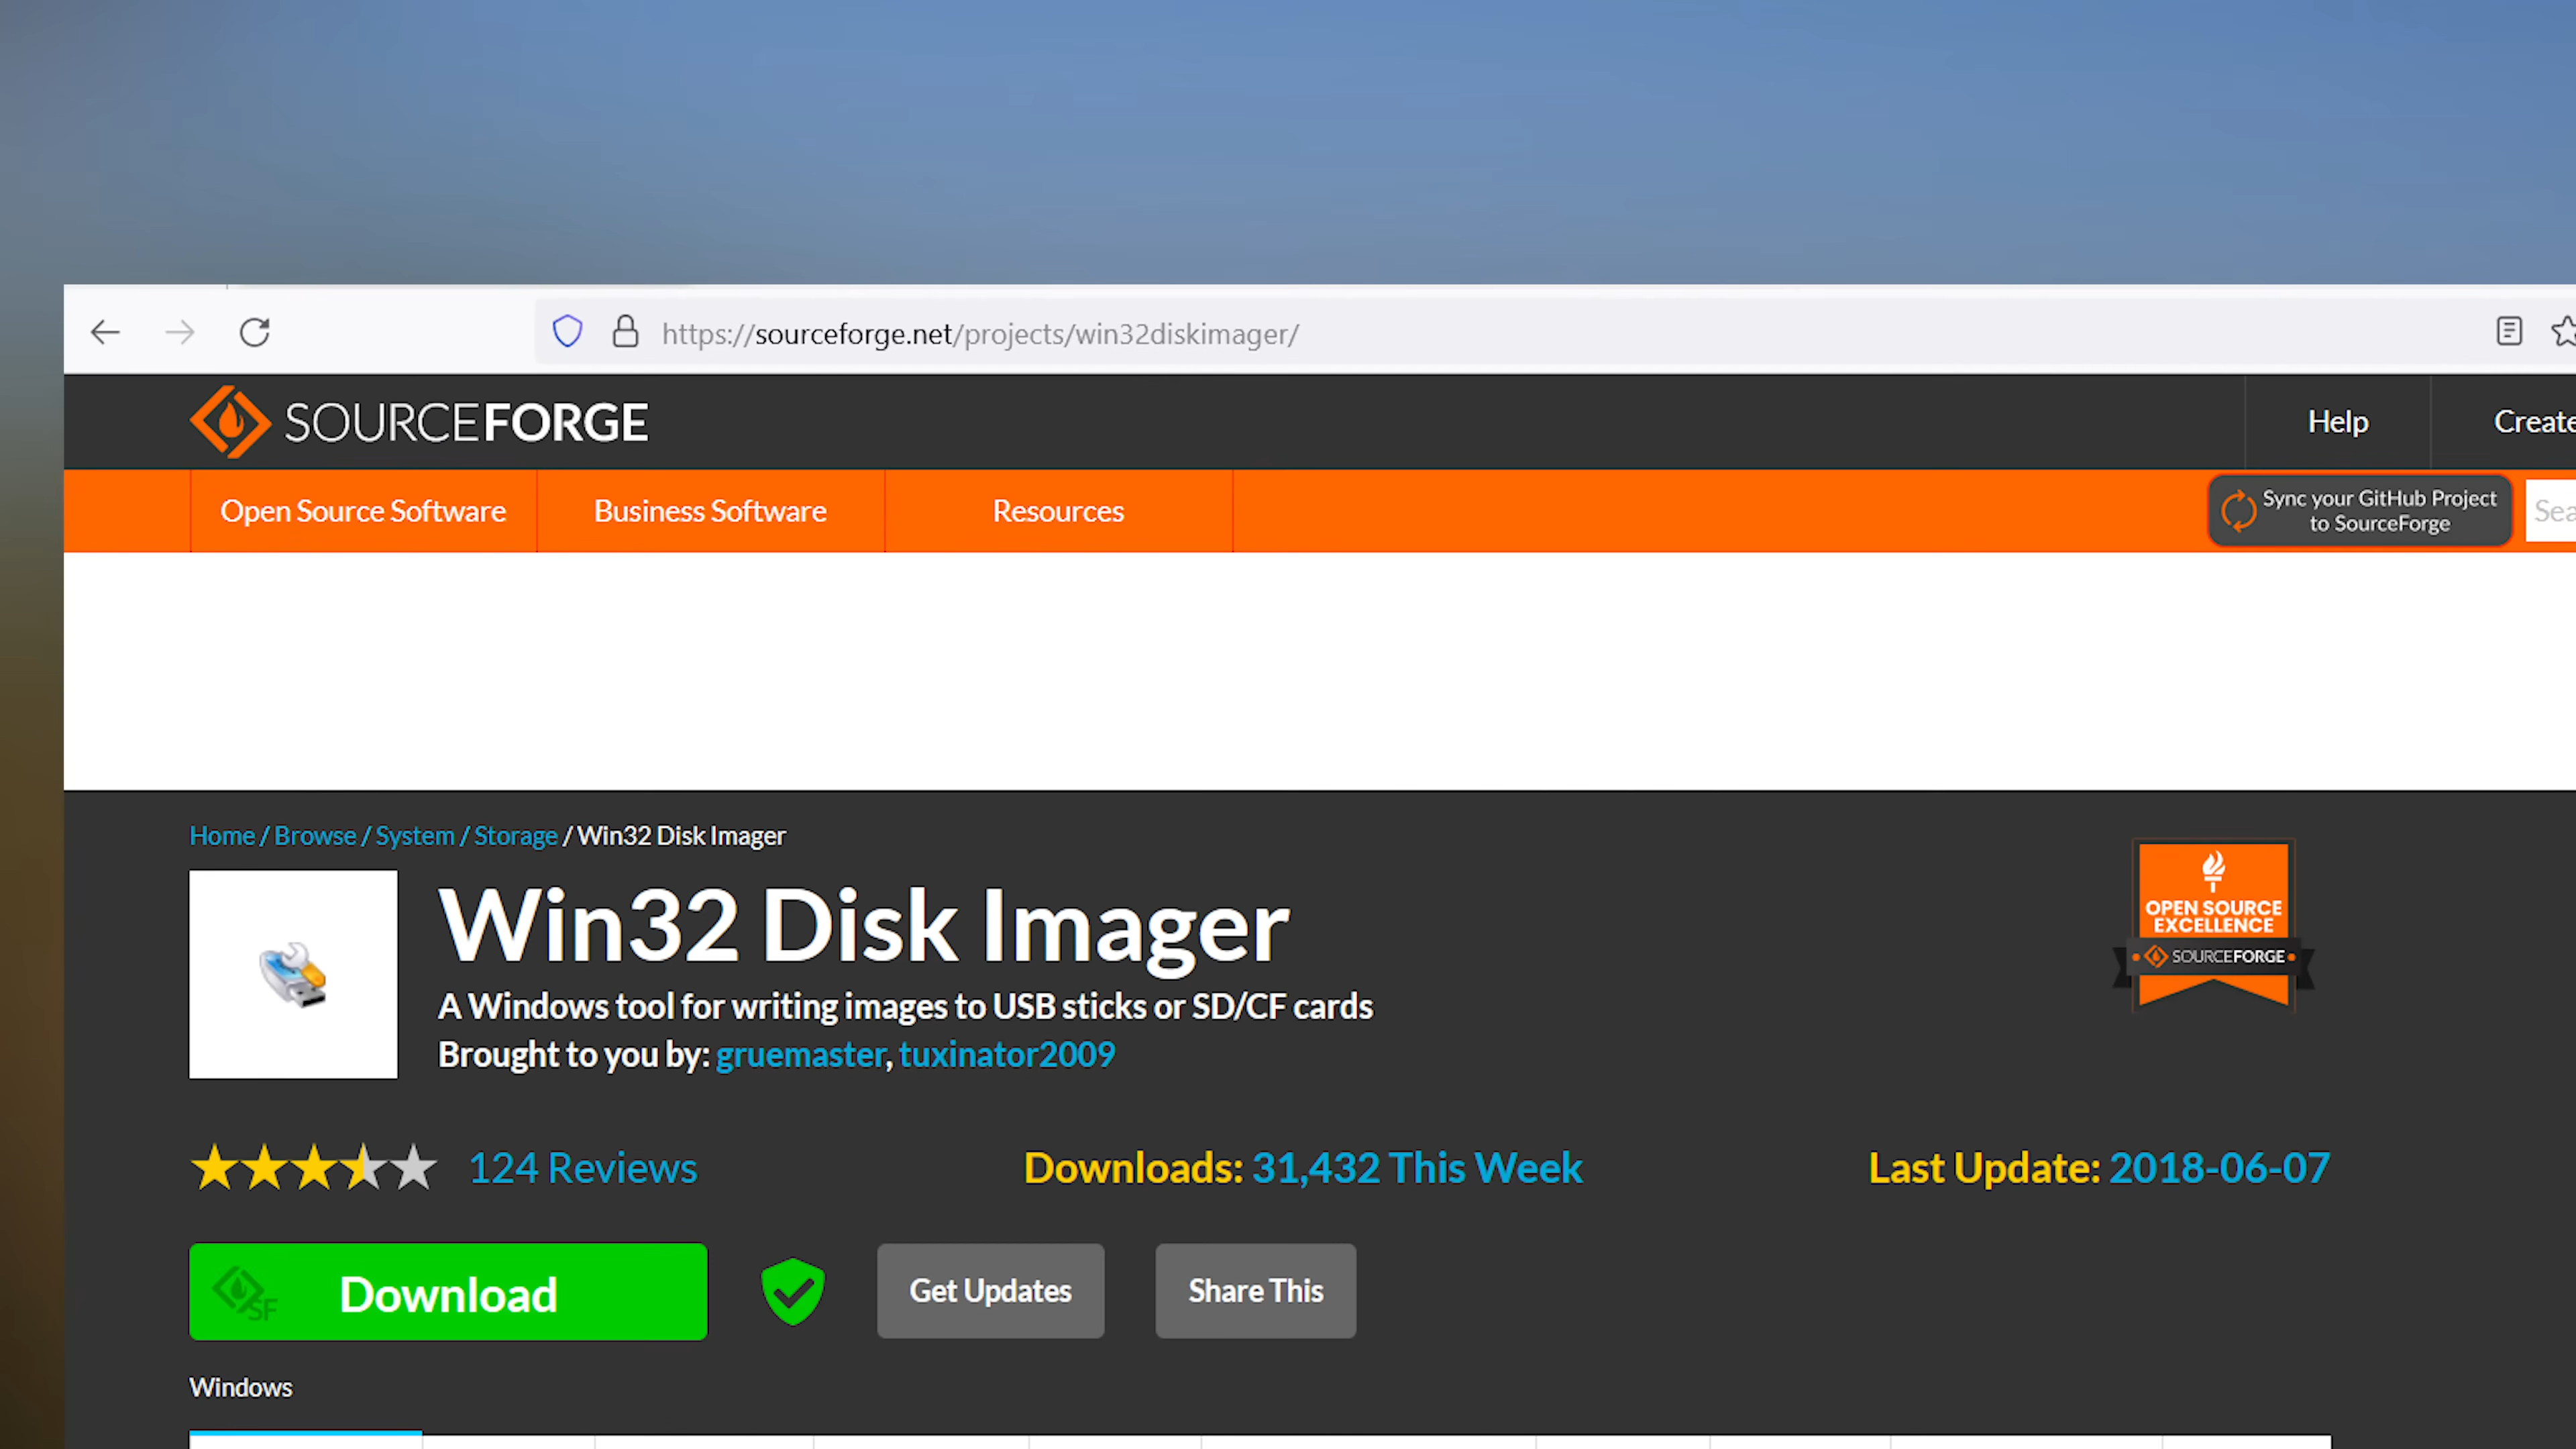 https://sourceforge.net/projects/win32diskimager/
SOURCEFORGE
Help
Create
Open Source Software
Business Software
Resources
Sync your GitHub Project
to SourceForge
Sea
Home / Browse / System / Storage / Win32 Disk Imager
Win32 Disk Imager
A Windows tool for writing images to USB sticks or SD/CF cards
Brought to you by: gruemaster, tuxinator2009
OPEN SOURCE
EXCELLENCE
SOURCEFORGE
124 Reviews
Downloads: 31,432 This Week
Last Update: 2018-06-07
SF
Download
Get Updates
Share This
Windows